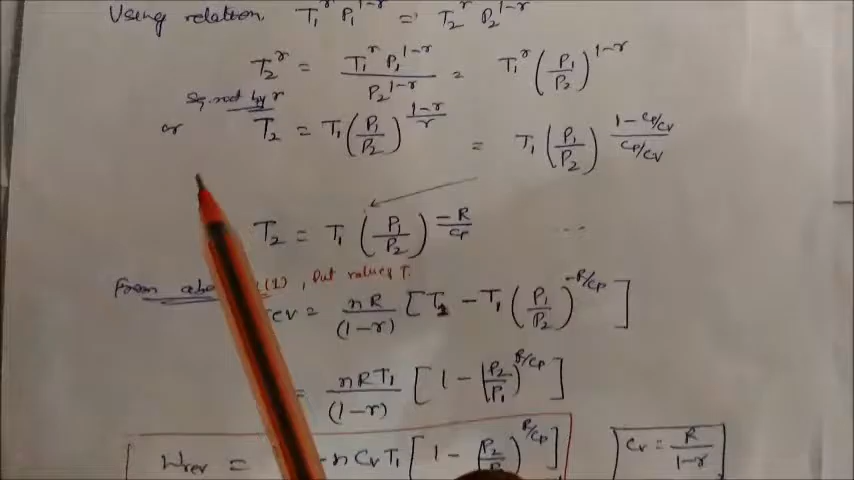 Using relation T₁^r P₁^1-r = T₂^r P₂^1-r
T₂^r = T₁^r P₁^1-r / P₂^1-r = T₁^r (P₁/P₂)^1-r
Sq. root by r
or T₂ = T₁ (P₁/P₂)^(1-r)/r = T₁ (P₁/P₂)^(1-Cp/Cv)/(Cp/Cv)
T₂ = T₁ (P₁/P₂)^-R/Cp ...
From (1), Put values T.
= nR/(1-r) [T₂ - T₁ (P₁/P₂)^-R/Cp]
= nRT₁/(1-r) [1 - (P₂/P₁)^R/Cp]
Wrev = -nCvT₁ [1 - (P₂/P₁)^R/Cp] Cv = R/1-r